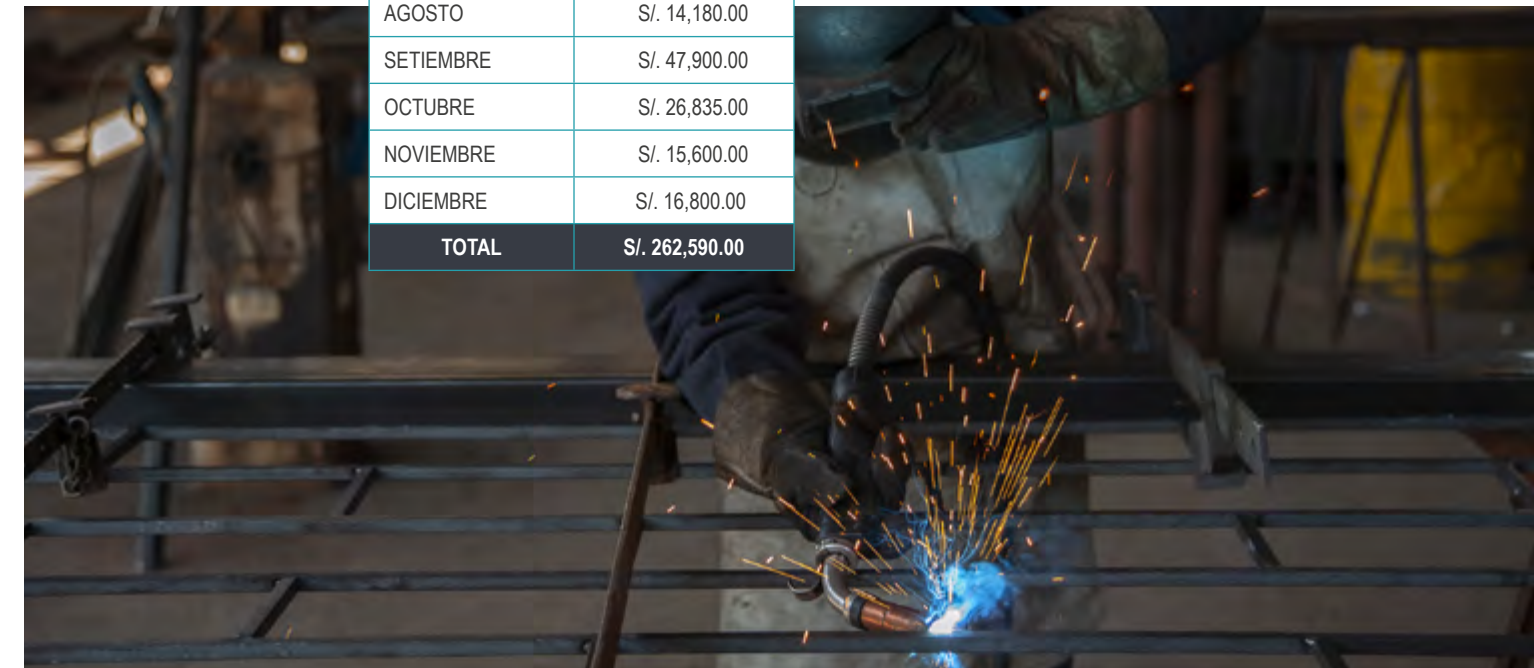 AGOSTO S/. 14,180.00
SETIEMBRE S/. 47,900.00
OCTUBRE S/. 26,835.00
NOVIEMBRE S/. 15,600.00
DICIEMBRE S/. 16,800.00
TOTAL S/. 262,590.00